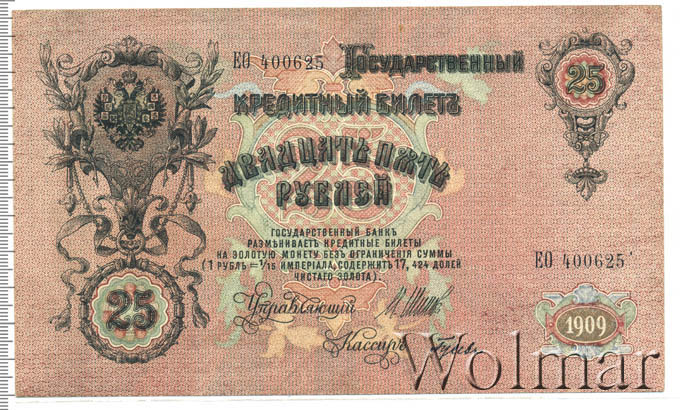 ЕО 400625 Государственный
25
кредитный билетъ
двадцать пять
рублей
ГОСУДАРСТВЕННЫЙ БАНКЪ
РАЗМѢНИВАЕТЪ КРЕДИТНЫЕ БИЛЕТЫ
НА ЗОЛОТУЮ МОНЕТУ БЕЗЪ ОГРАНИЧЕНІЯ СУММЫ
(1 РУБЛЬ = 1/15 ИМПЕРІАЛА, СОДЕРЖИТЪ 17,424 ДОЛЕЙ
ЧИСТАГО ЗОЛОТА).
ЕО 400625
25
Управляющій
Кассиръ
1909
Wolmar